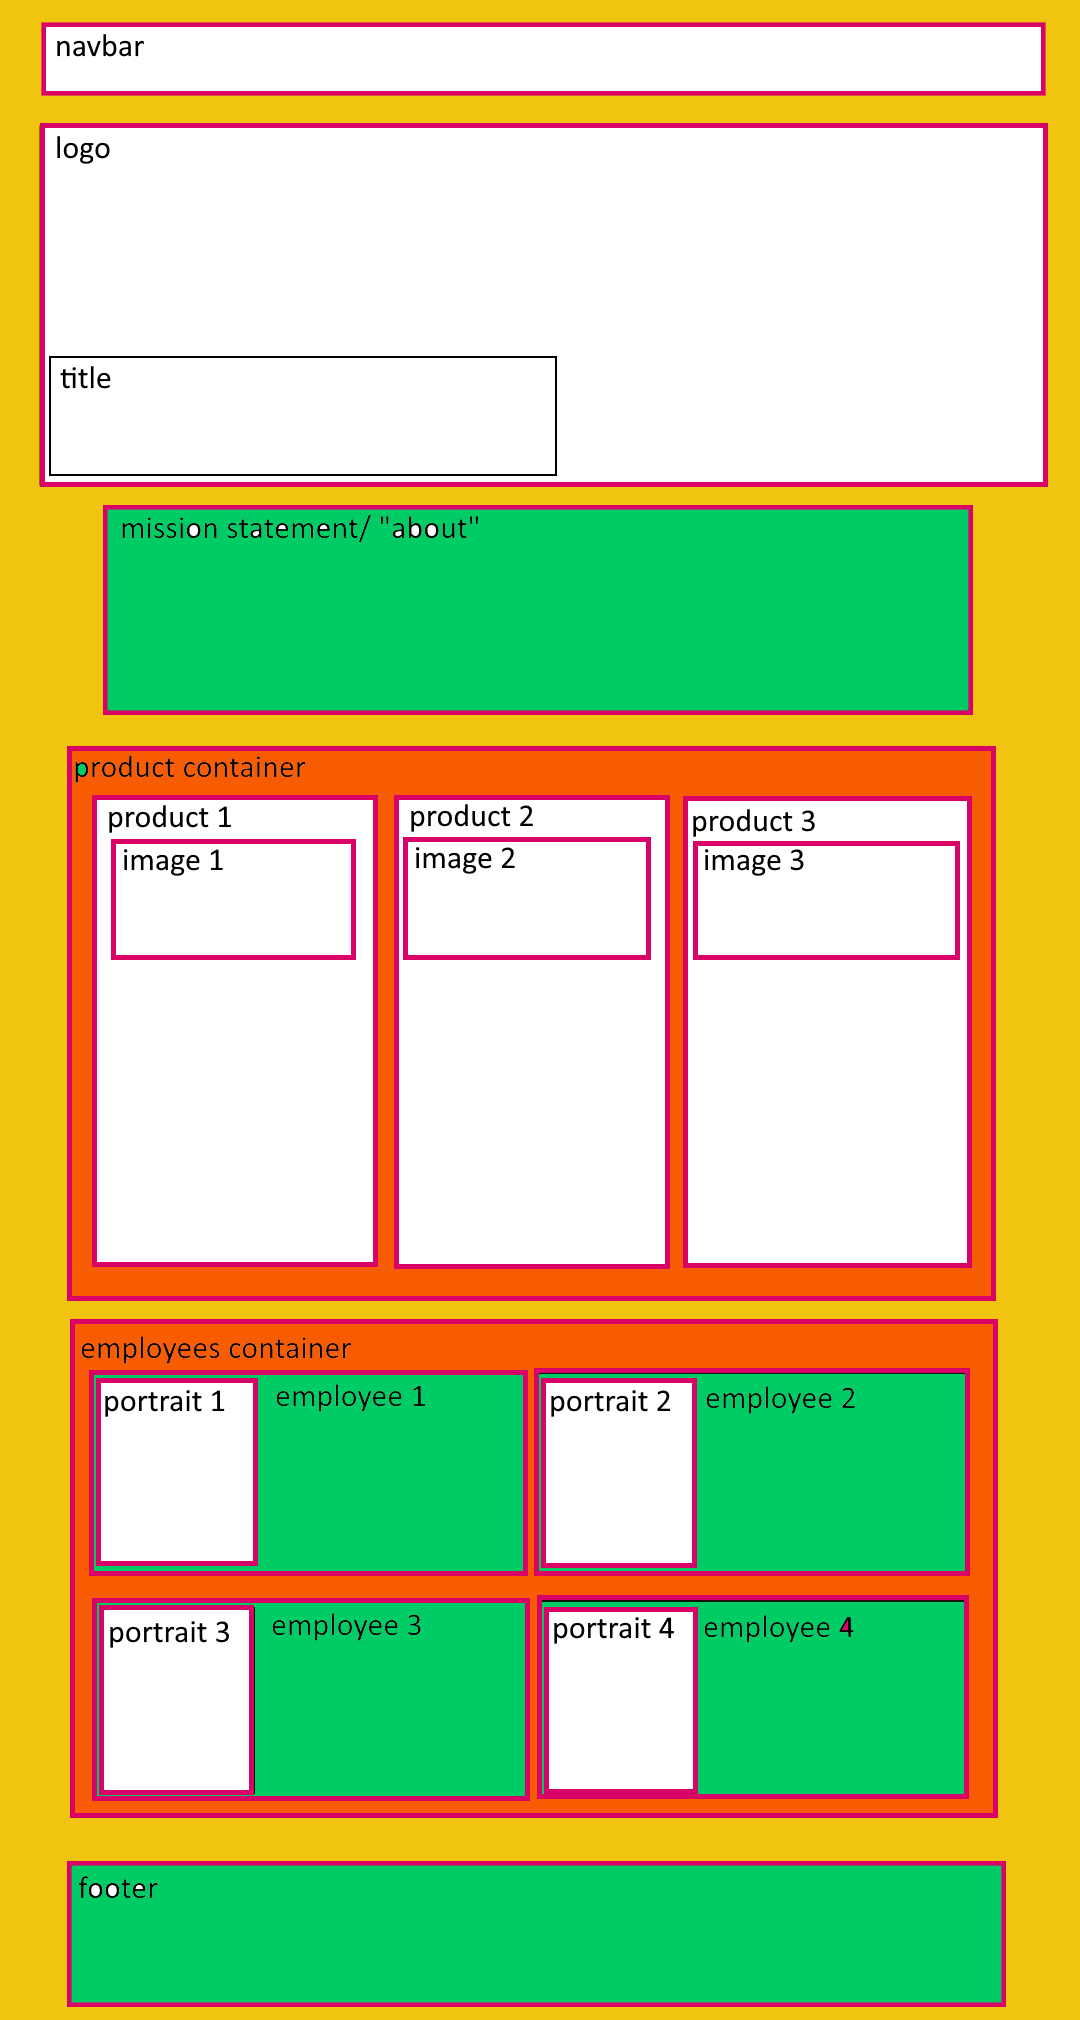 navbar
logo
title
mission statement/ "about"
product container
product 1
image 1
product 2
image 2
product 3
image 3
employees container
portrait 1
employee 1
portrait 2
employee 2
portrait 3
employee 3
portrait 4
employee 4
footer